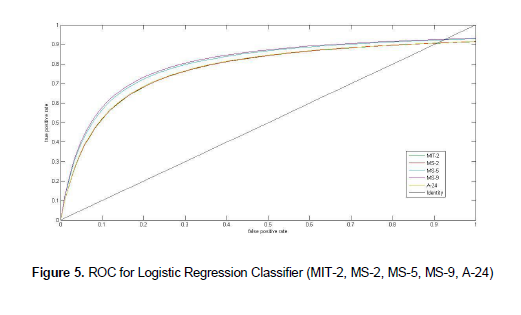 1
0.9
0.8
0.7
0.6
0.5
0.4
0.3
0.2
0.1
0
true positive rate
MIT-2
MS-2
MS-5
MS-9
A-24
Identity
0 0.1 0.2 0.3 0.4 0.5 0.6 0.7 0.8 0.9 1
false positive rate
Figure 5. ROC for Logistic Regression Classifier (MIT-2, MS-2, MS-5, MS-9, A-24)